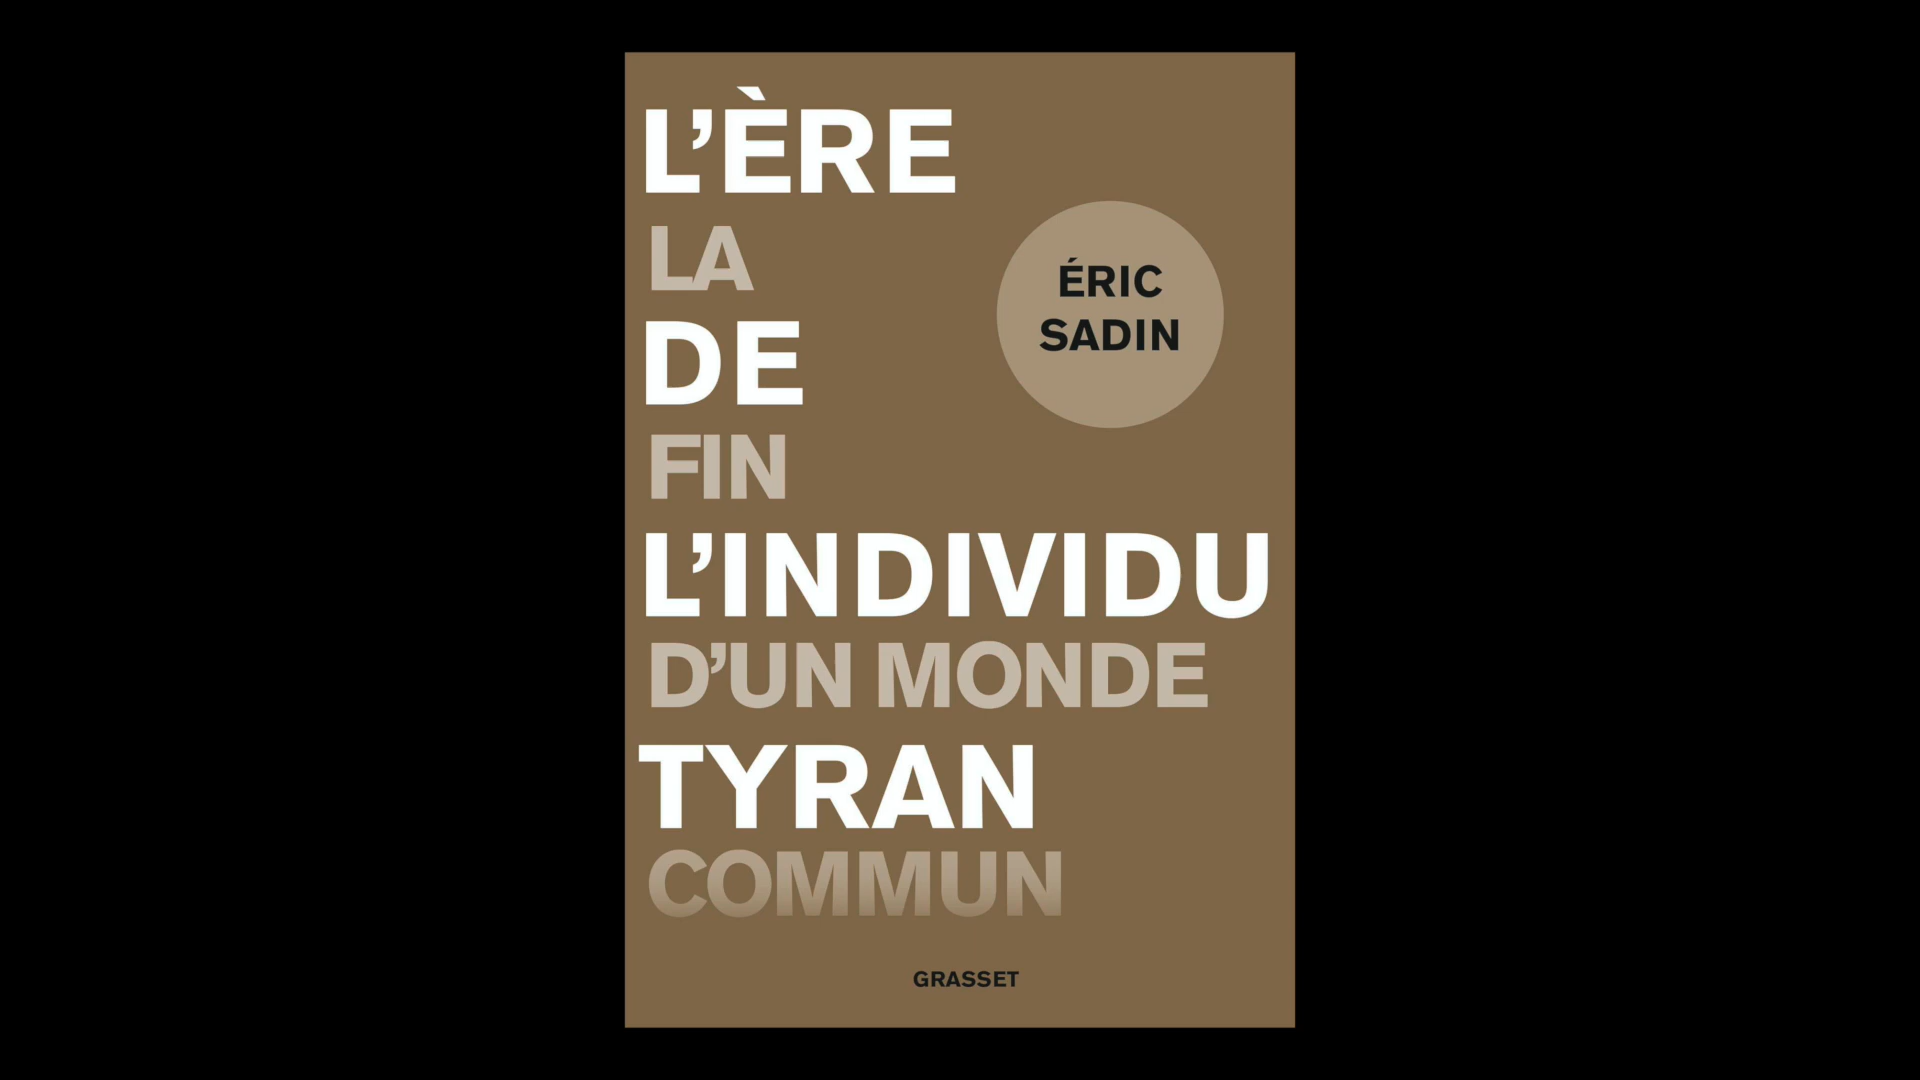 L'ÈRE
LA
DE
FIN
L'INDIVIDU
D'UN MONDE
TYRAN
COMMUN
ÉRIC
SADIN
GRASSET